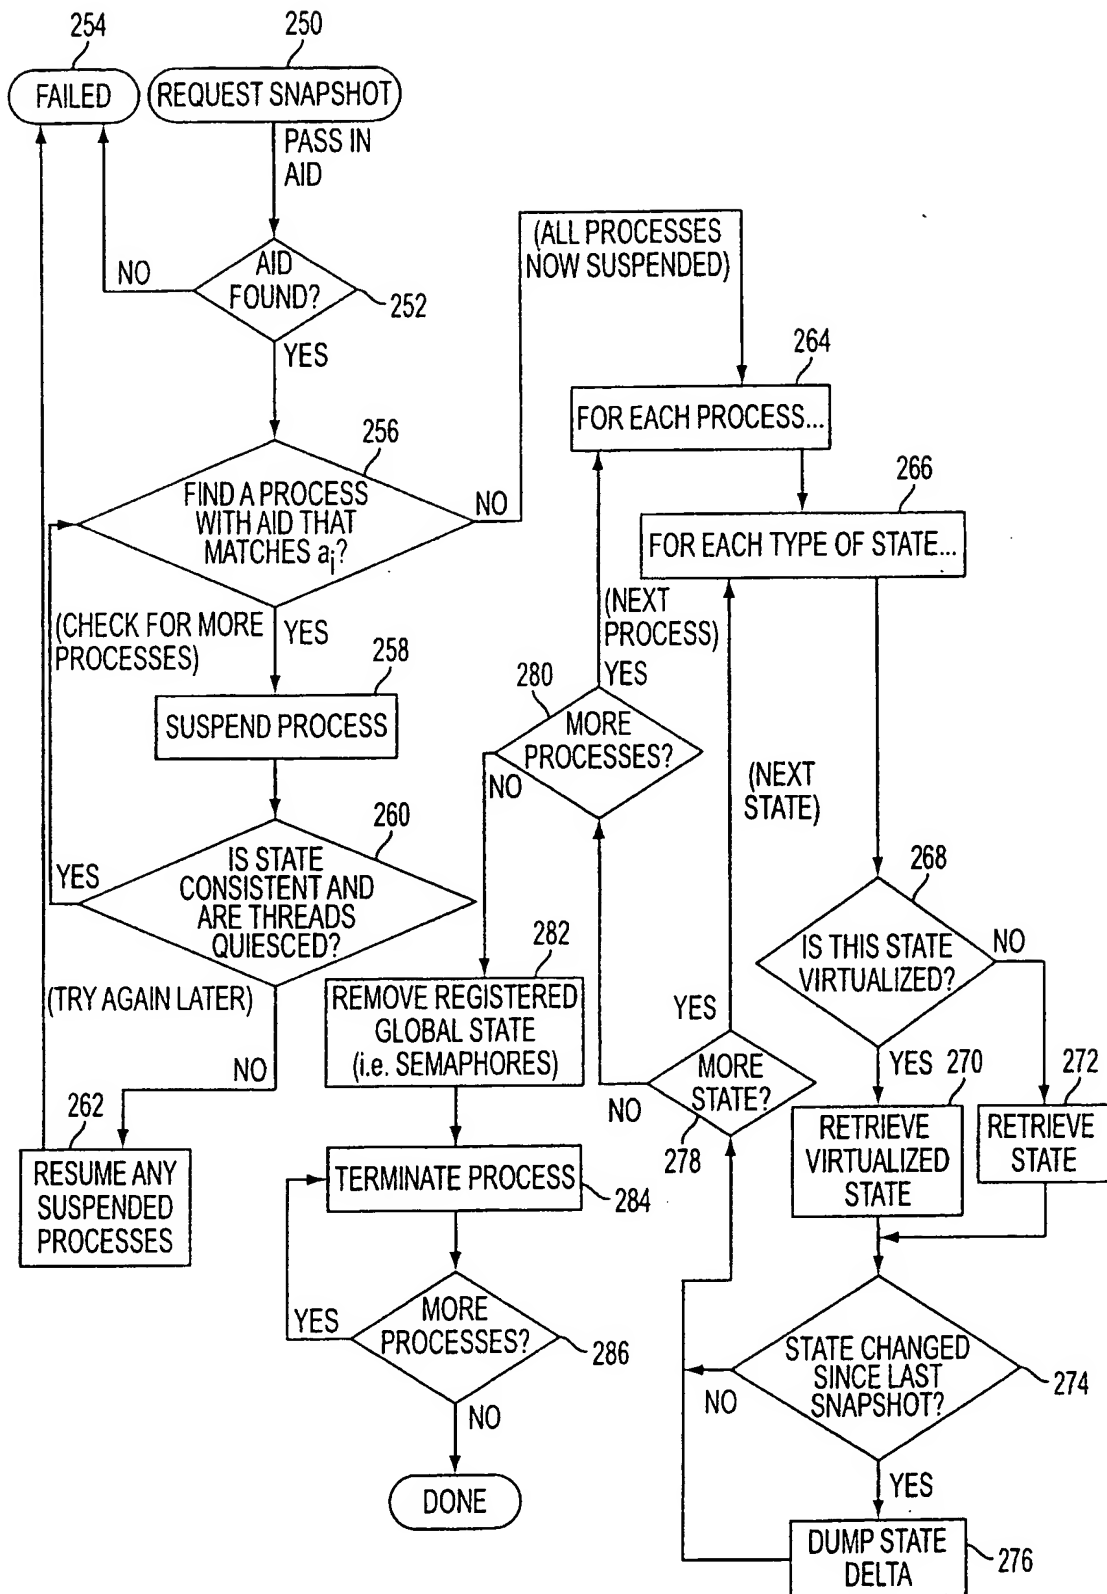 254
250
FAILED
REQUEST SNAPSHOT
PASS IN
AID
NO
AID
FOUND?
252
YES
(ALL PROCESSES
NOW SUSPENDED)
264
FOR EACH PROCESS...
256
FIND A PROCESS
WITH AID THAT
MATCHES ai?
NO
266
FOR EACH TYPE OF STATE...
(CHECK FOR MORE
PROCESSES)
YES
258
SUSPEND PROCESS
(NEXT
PROCESS)
YES
280
MORE
PROCESSES?
NO
(NEXT
STATE)
260
IS STATE
CONSISTENT AND
ARE THREADS
QUIESCED?
YES
268
IS THIS STATE
VIRTUALIZED?
NO
(TRY AGAIN LATER)
NO
262
RESUME ANY
SUSPENDED
PROCESSES
282
REMOVE REGISTERED
GLOBAL STATE
(i.e. SEMAPHORES)
YES
MORE
STATE?
NO
278
YES
270
RETRIEVE
VIRTUALIZED
STATE
272
RETRIEVE
STATE
TERMINATE PROCESS
284
YES
MORE
PROCESSES?
286
NO
DONE
STATE CHANGED
SINCE LAST
SNAPSHOT?
274
NO
YES
DUMP STATE
DELTA
276